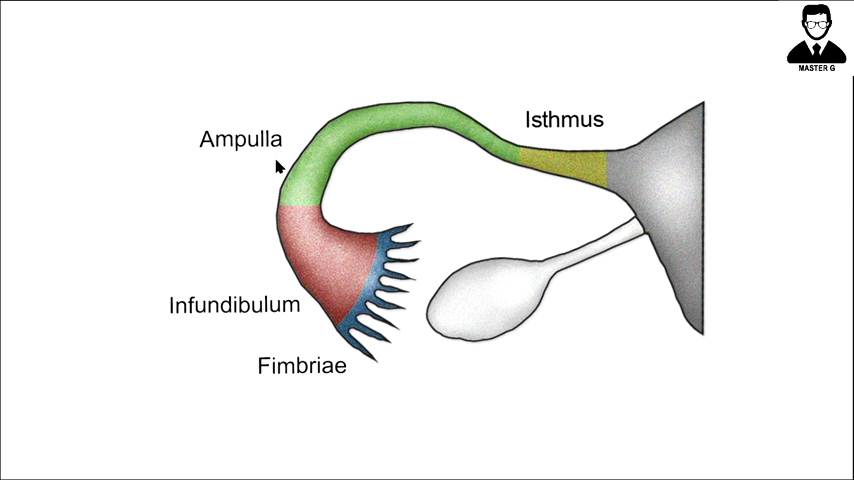 MASTER G
Ampulla
Isthmus
Infundibulum
Fimbriae